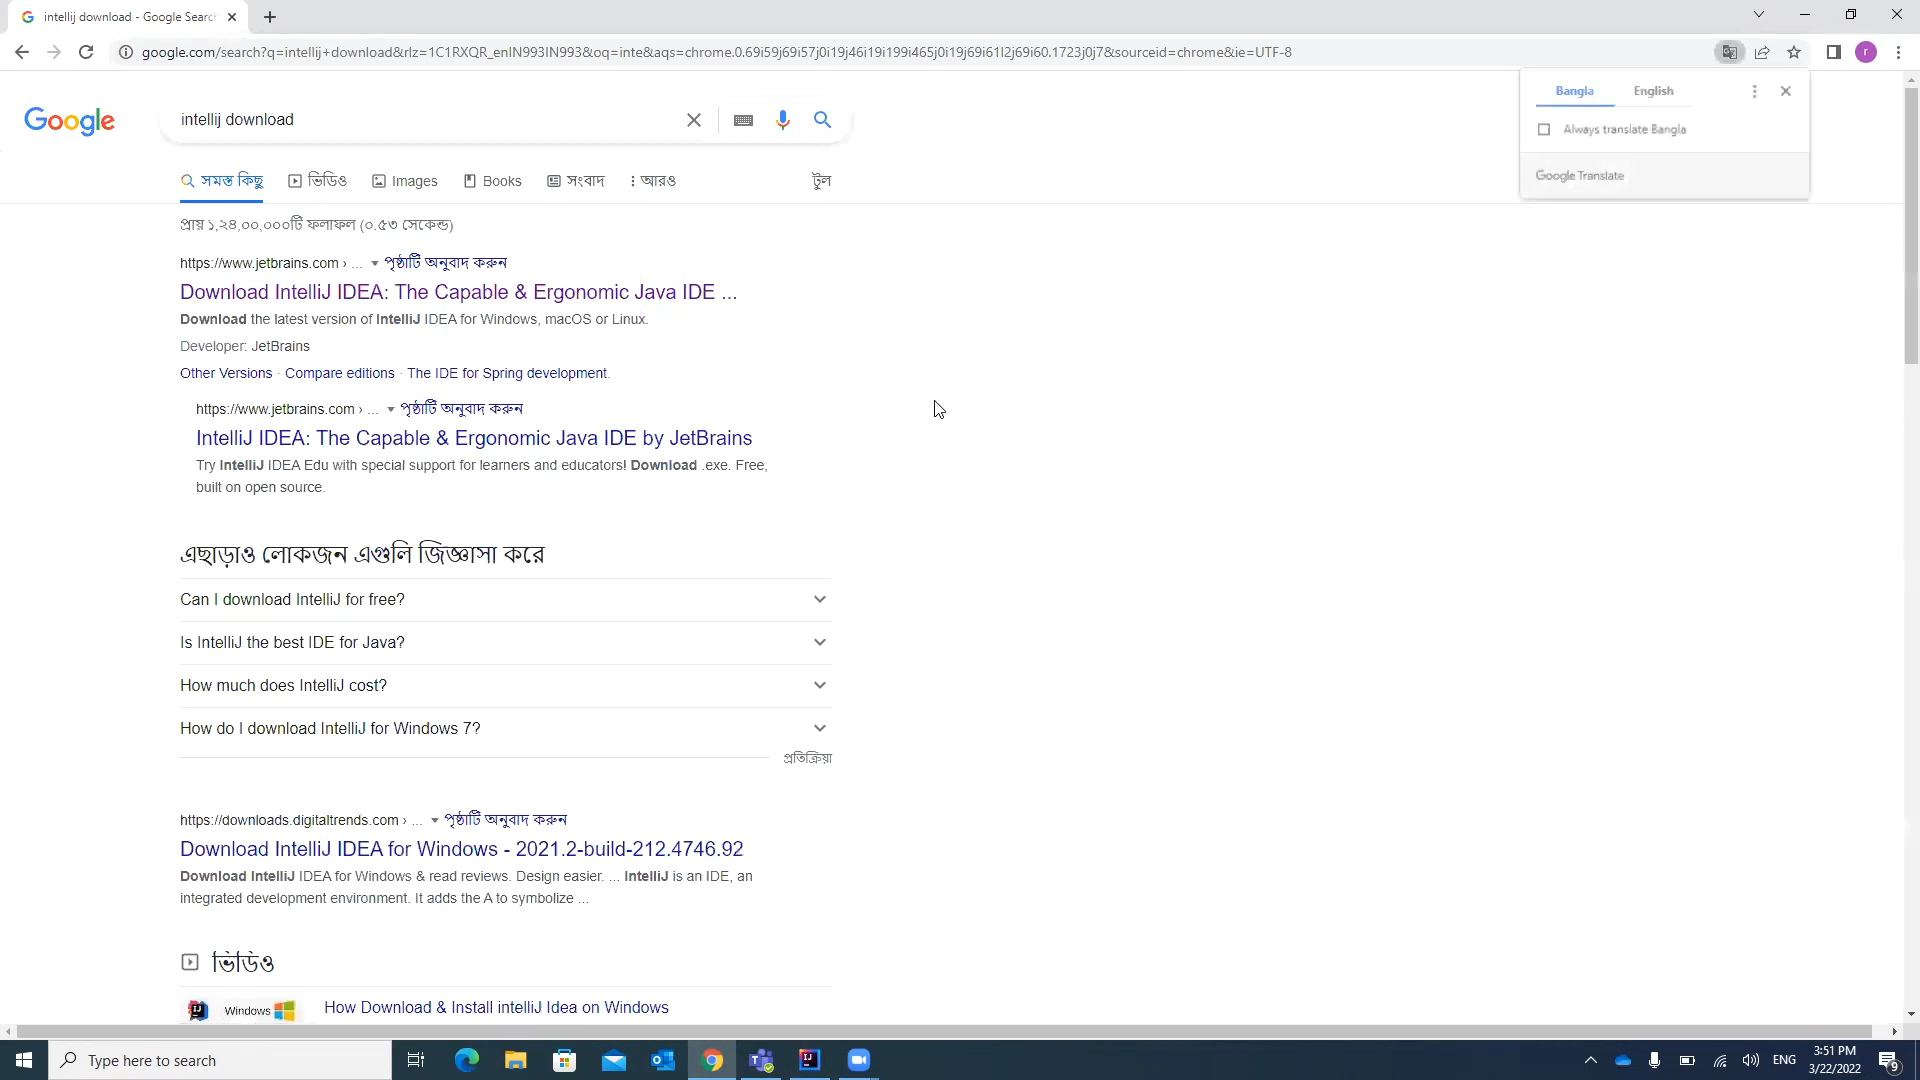 intellij download - Google Search
google.com/search?q=intellij+download&rlz=1C1RXQR_enIN993IN993&oq=inte&aqs=chrome.0.69i59j69i57j0i19j46i19i199i465j0i19j69i61l2j69i60.1723j0j7&sourceid=chrome&ie=UTF-8
r
Bangla English
Always translate Bangla
Google Translate
Google
intellij download
সমস্ত কিছু ভিডিও Images Books সংবাদ আরও টুল
প্রায় ১,২৪,০০,০০০টি ফলাফল (০.৫৩ সেকেন্ড)
https://www.jetbrains.com › ... পৃষ্ঠাটি অনুবাদ করুন
Download IntelliJ IDEA: The Capable & Ergonomic Java IDE ...
Download the latest version of IntelliJ IDEA for Windows, macOS or Linux.
Developer: JetBrains
Other Versions · Compare editions · The IDE for Spring development.
https://www.jetbrains.com › ... পৃষ্ঠাটি অনুবাদ করুন
IntelliJ IDEA: The Capable & Ergonomic Java IDE by JetBrains
Try IntelliJ IDEA Edu with special support for learners and educators! Download .exe. Free,
built on open source.
এছাড়াও লোকজন এগুলি জিজ্ঞাসা করে
Can I download IntelliJ for free?
Is IntelliJ the best IDE for Java?
How much does IntelliJ cost?
How do I download IntelliJ for Windows 7?
প্রতিক্রিয়া
https://downloads.digitaltrends.com › ... পৃষ্ঠাটি অনুবাদ করুন
Download IntelliJ IDEA for Windows - 2021.2-build-212.4746.92
Download IntelliJ IDEA for Windows & read reviews. Design easier. ... IntelliJ is an IDE, an
integrated development environment. It adds the A to symbolize ...
ভিডিও
IJ Windows How Download & Install intelliJ Idea on Windows
Type here to search
ENG
3:51 PM
3/22/2022
9